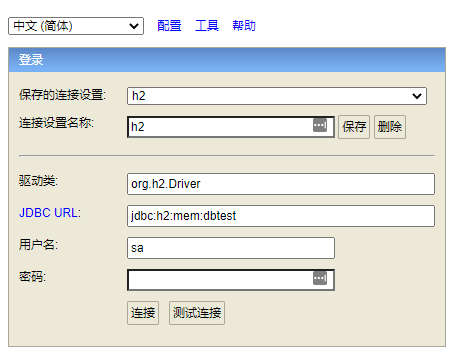 中文 (简体) 配置 工具 帮助
登录
保存的连接设置: h2
连接设置名称: h2 保存 删除
驱动类: org.h2.Driver
JDBC URL: jdbc:h2:mem:dbtest
用户名: sa
密码:
连接 测试连接